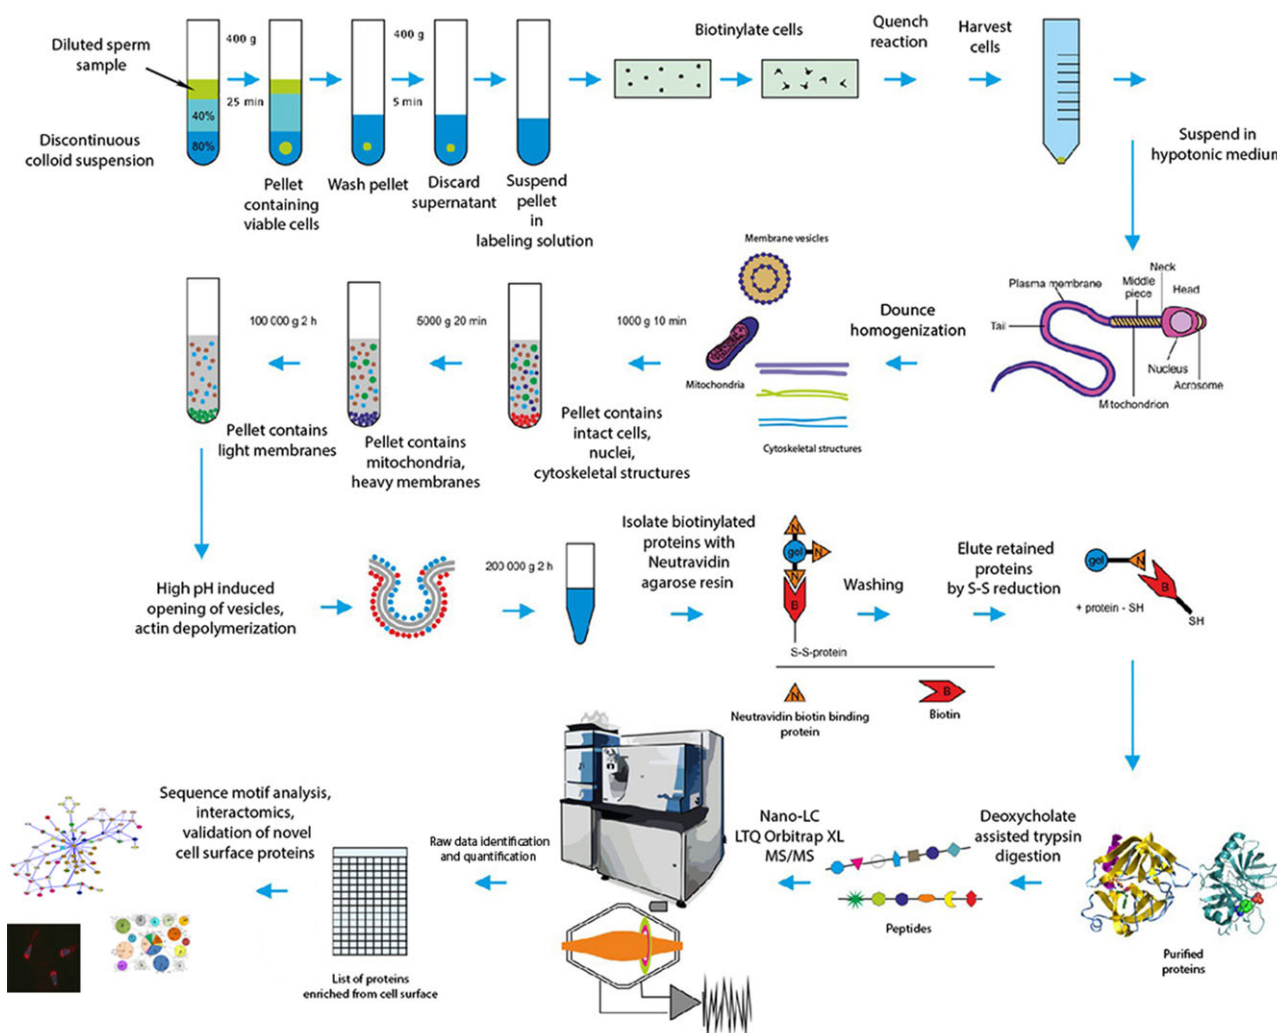 Diluted sperm
sample
400 g
25 min
400 g
5 min
40%
80%
Discontinuous
colloid suspension
Pellet
containing
viable cells
Wash pellet
Discard
supernatant
Suspend
pellet
in
labeling solution
Biotinylate cells
Quench
reaction
Harvest
cells
Suspend in
hypotonic medium
Plasma membrane
Neck
Middle
piece
Head
Tail
Nucleus
Acrosome
Mitochondrion
Dounce
homogenization
Membrane vesicles
Mitochondria
Cytoskeletal structures
1000 g 10 min
Pellet contains
intact cells,
nuclei,
cytoskeletal structures
5000 g 20 min
Pellet contains
mitochondria,
heavy membranes
100 000 g 2 h
Pellet contains
light membranes
High pH induced
opening of vesicles,
actin depolymerization
200 000 g 2 h
Isolate biotinylated
proteins with
Neutravidin
agarose resin
N
gel
N
N
B
S-S-protein
N
Neutravidin biotin binding
protein
B
Biotin
Washing
Elute retained
proteins
by S-S reduction
gel
N
B
SH
+ protein - SH
Purified
proteins
Deoxycholate
assisted trypsin
digestion
Peptides
Nano-LC
LTQ Orbitrap XL
MS/MS
Raw data identification
and quantification
List of proteins
enriched from cell surface
Sequence motif analysis,
interactomics,
validation of novel
cell surface proteins